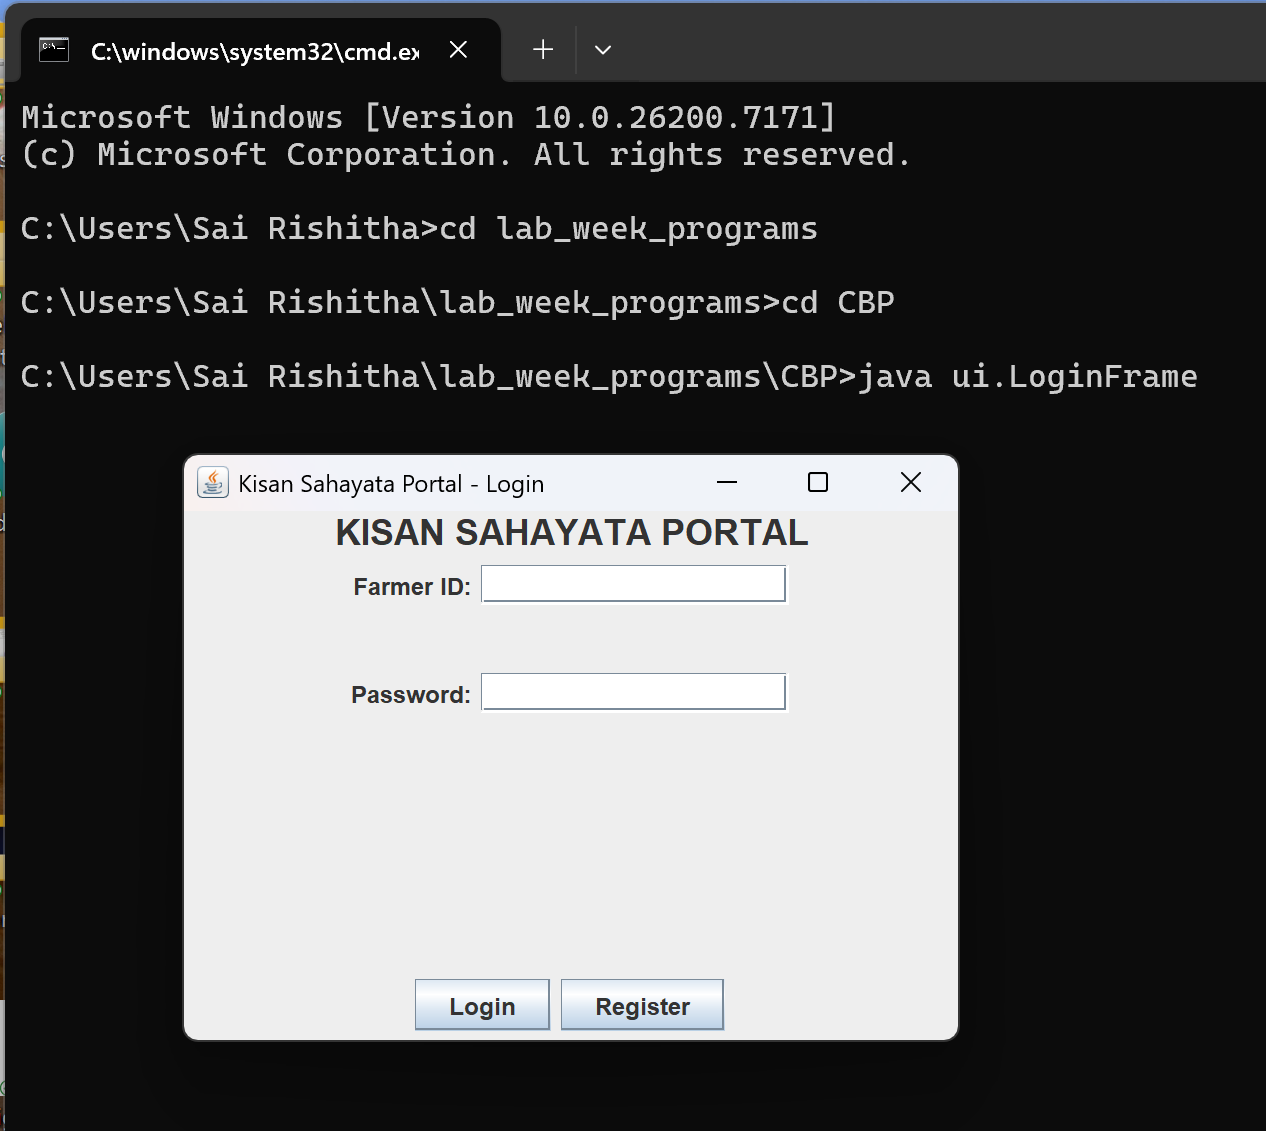 C:\windows\system32\cmd.ex
Microsoft Windows [Version 10.0.26200.7171]
(c) Microsoft Corporation. All rights reserved.
C:\Users\Sai Rishitha>cd lab_week_programs
C:\Users\Sai Rishitha\lab_week_programs>cd CBP
C:\Users\Sai Rishitha\lab_week_programs\CBP>java ui.LoginFrame
Kisan Sahayata Portal - Login
KISAN SAHAYATA PORTAL
Farmer ID:
Password:
Login Register